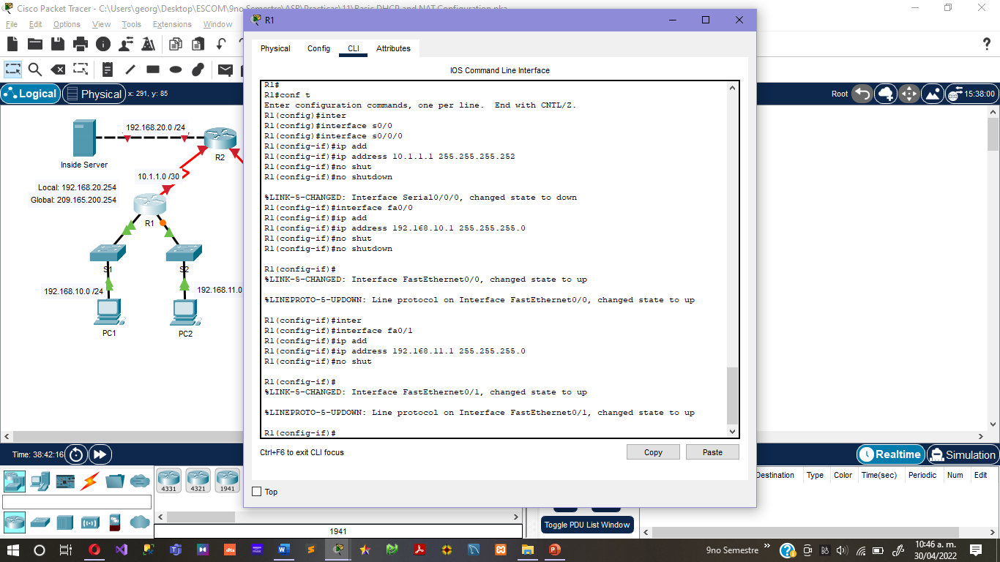 Cisco Packet Tracer - C:\Users\georg\Desktop\ESCOM\9no Semestre\ASR\Practicas\11\Basic DHCP and NAT Configuration.pka
File Edit Options View Tools Extensions Window
R1
Physical Config CLI Attributes
IOS Command Line Interface
Logical Physical x: 291, y: 85
Root 15:38:00
R1#
R1#conf t
Enter configuration commands, one per line. End with CNTL/Z.
R1(config)#inter
R1(config)#interface s0/0
R1(config)#interface s0/0/0
R1(config-if)#ip add
R1(config-if)#ip address 10.1.1.1 255.255.255.252
R1(config-if)#no shut
R1(config-if)#no shutdown
%LINK-5-CHANGED: Interface Serial0/0/0, changed state to down
R1(config-if)#interface fa0/0
R1(config-if)#ip add
R1(config-if)#ip address 192.168.10.1 255.255.255.0
R1(config-if)#no shut
R1(config-if)#no shutdown
R1(config-if)#
%LINK-5-CHANGED: Interface FastEthernet0/0, changed state to up
%LINEPROTO-5-UPDOWN: Line protocol on Interface FastEthernet0/0, changed state to up
R1(config-if)#inter
R1(config-if)#interface fa0/1
R1(config-if)#ip add
R1(config-if)#ip address 192.168.11.1 255.255.255.0
R1(config-if)#no shut
R1(config-if)#
%LINK-5-CHANGED: Interface FastEthernet0/1, changed state to up
%LINEPROTO-5-UPDOWN: Line protocol on Interface FastEthernet0/1, changed state to up
R1(config-if)#
Ctrl+F6 to exit CLI focus
Copy Paste
Top
192.168.20.0 /24
Inside Server
R2
10.1.1.0 /30
Local: 192.168.20.254
Global: 209.165.200.254
R1
S1 S2
192.168.10.0 /24
192.168.11.0
PC1
PC2
Time: 38:42:16
Realtime Simulation
4331 4321 1941
Destination Type Color Time(sec) Periodic Num Edit
Toggle PDU List Window
1941
9no Semestre
10:46 a. m.
30/04/2022